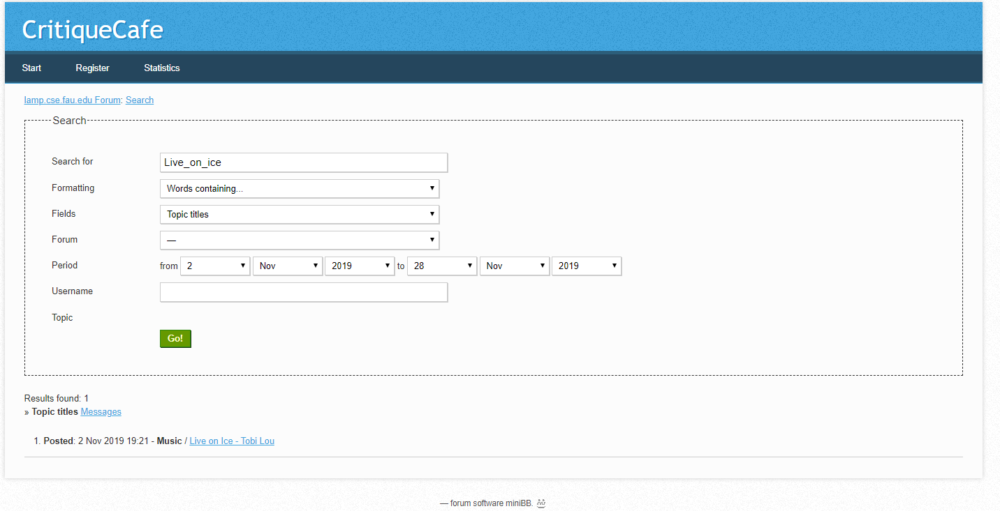 CritiqueCafe
Start Register Statistics
lamp.cse.fau.edu Forum: Search
Search
Search for Live_on_ice
Formatting Words containing...
Fields Topic titles
Forum —
Period from 2 Nov 2019 to 28 Nov 2019
Username
Topic
Go!
Results found: 1
» Topic titles Messages
1. Posted: 2 Nov 2019 19:21 - Music / Live on Ice - Tobi Lou
— forum software miniBB.